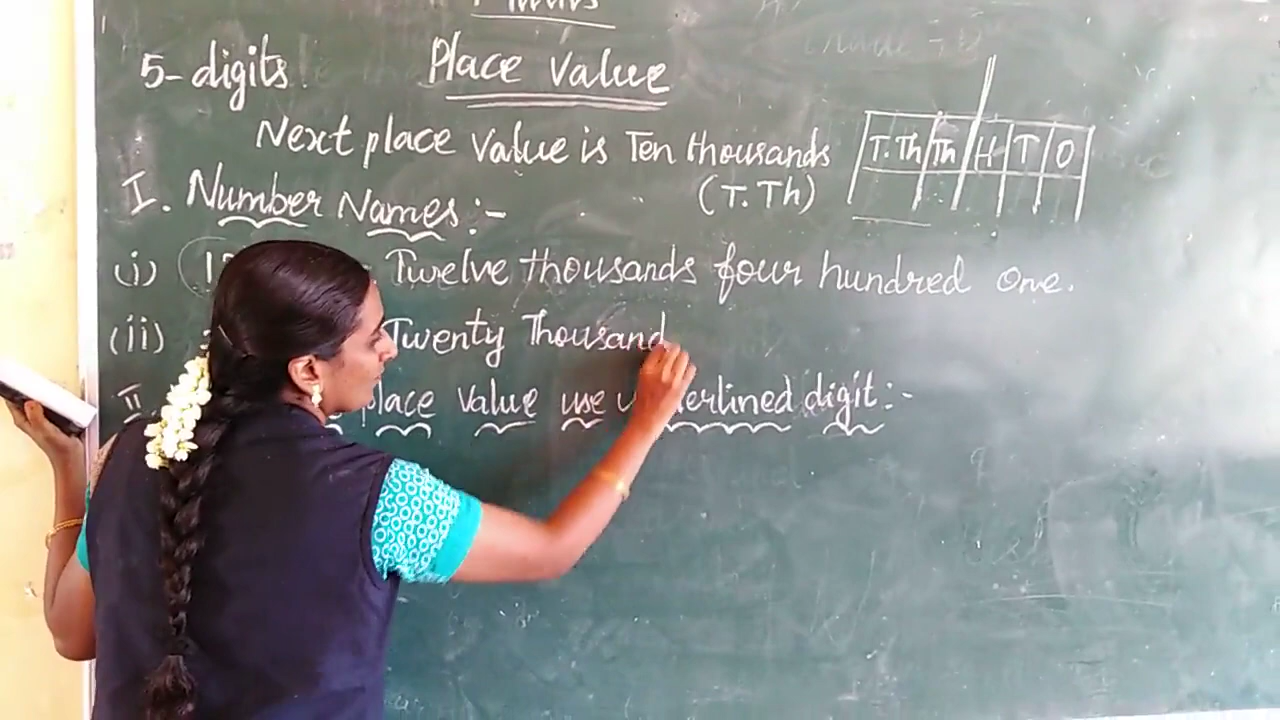 5-digits Place Value
Next place Value is Ten thousands
(T. Th)
T. Th Th H T O
I. Number Names:-
(i) Twelve thousands four hundred One.
(ii) Twenty Thousand
II. place Value use underlined digit:-